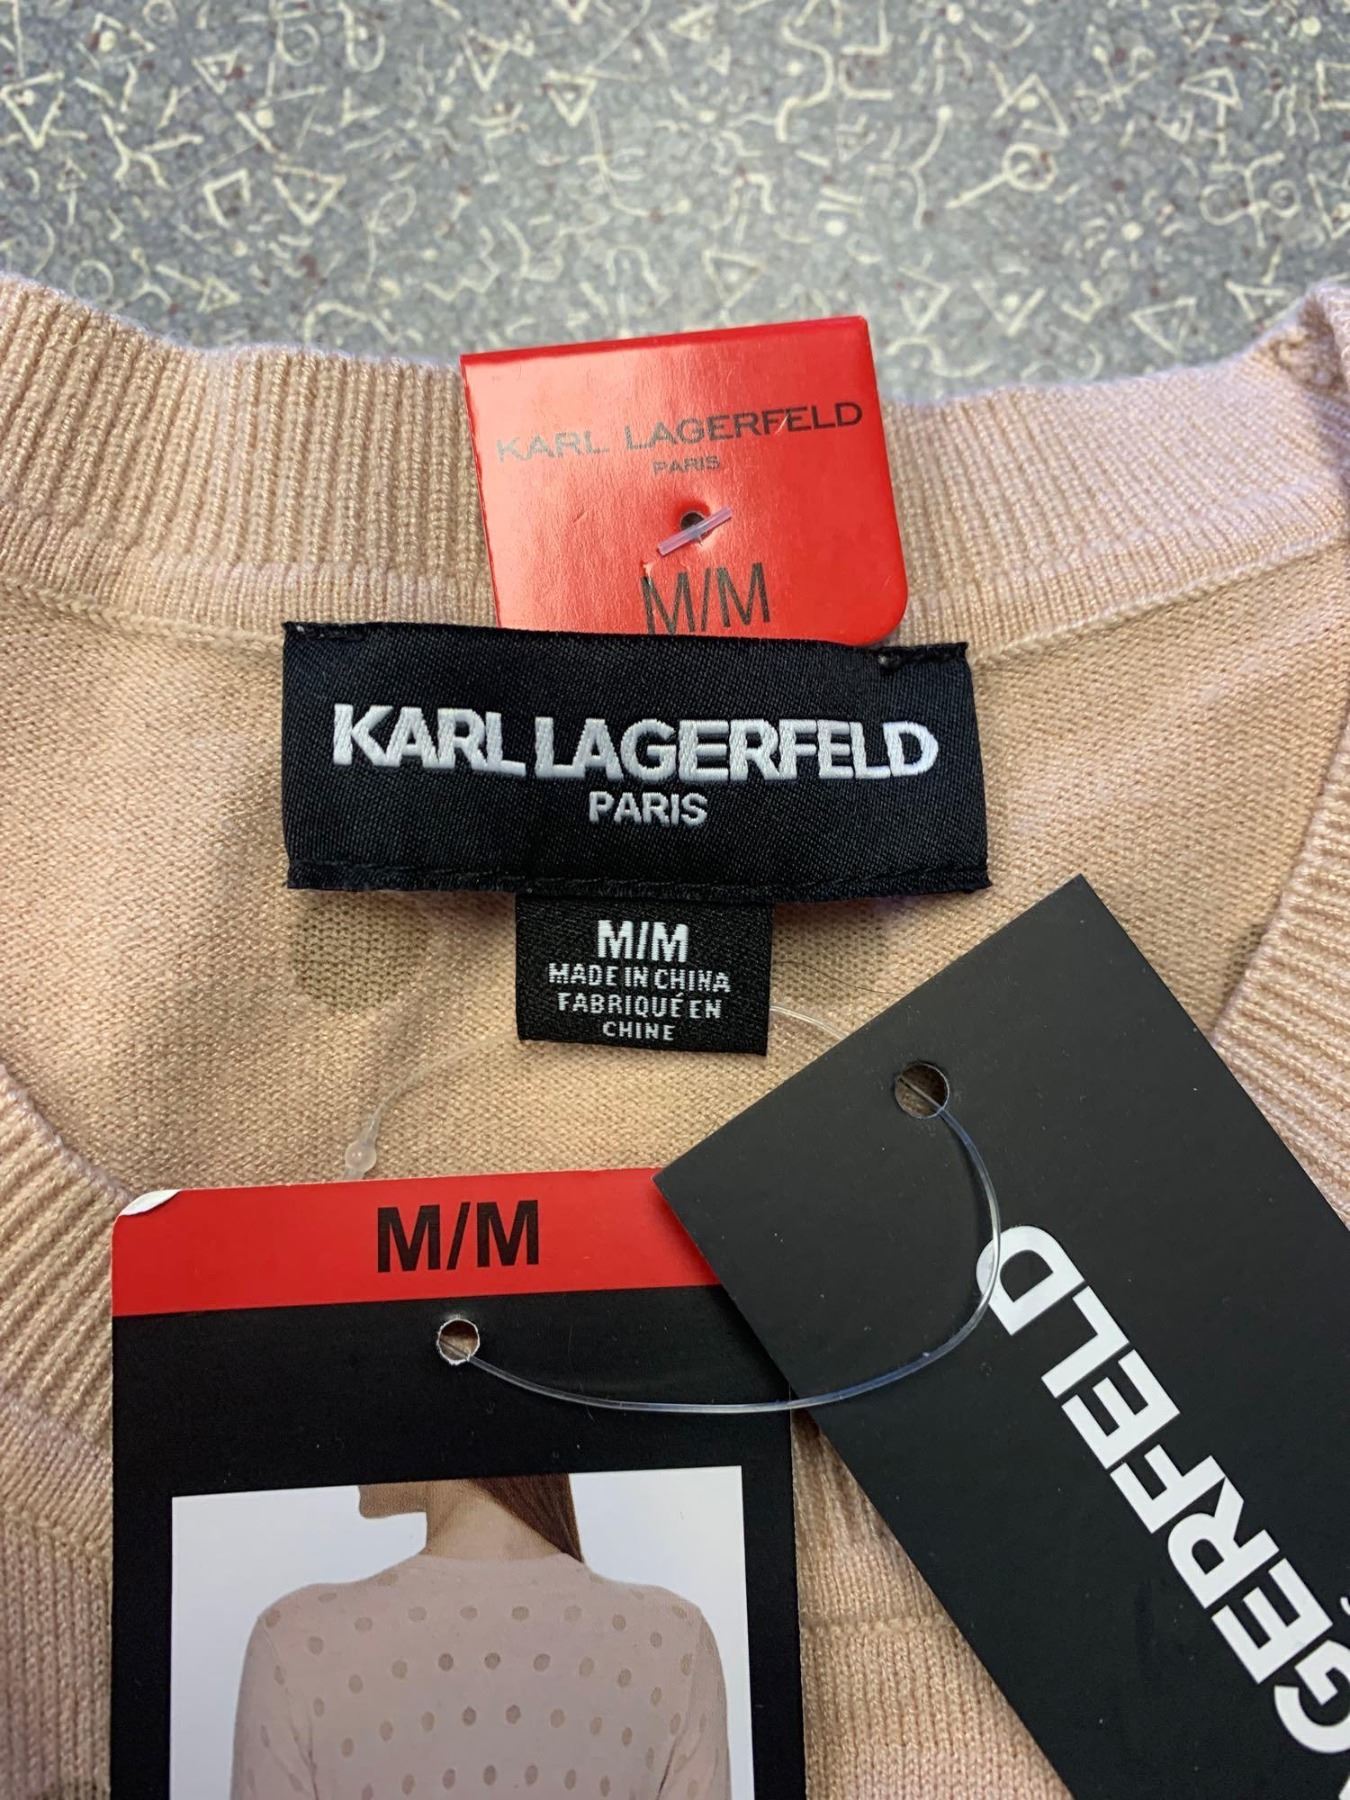 KARL LAGERFELD
PARIS
M/M
KARL LAGERFELD
PARIS
M/M
MADE IN CHINA
FABRIQUÉ EN
CHINE
M/M
GERFELD